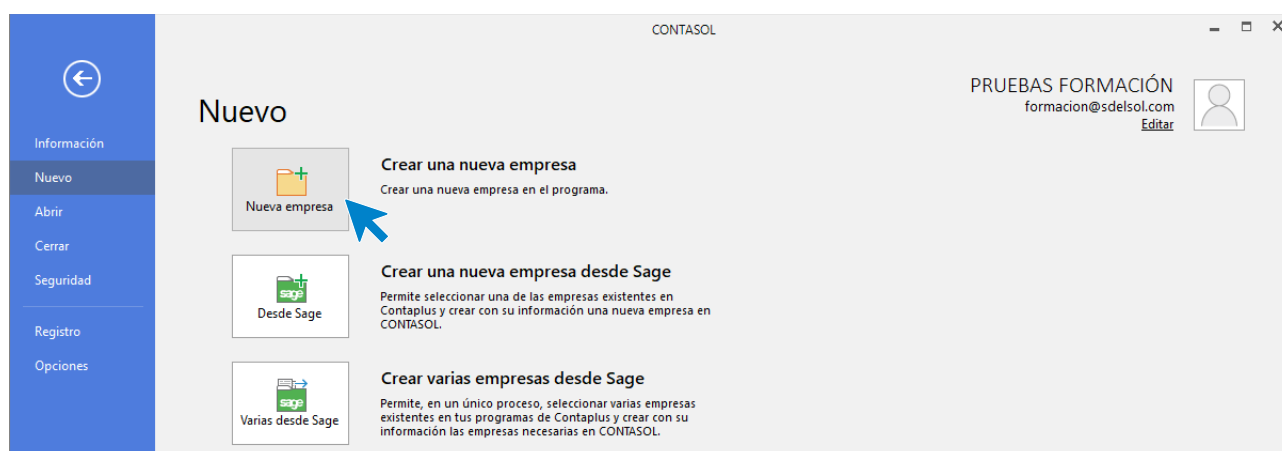 CONTASOL
PRUEBAS FORMACIÓN
formacion@sdelsol.com
Editar
Información
Nuevo
Abrir
Cerrar
Seguridad
Registro
Opciones
Nuevo
Nueva empresa
Crear una nueva empresa
Crear una nueva empresa en el programa.
sage
Desde Sage
Crear una nueva empresa desde Sage
Permite seleccionar una de las empresas existentes en
Contaplus y crear con su información una nueva empresa en
CONTASOL.
sage
Varias desde Sage
Crear varias empresas desde Sage
Permite, en un único proceso, seleccionar varias empresas
existentes en tus programas de Contaplus y crear con su
información las empresas necesarias en CONTASOL.